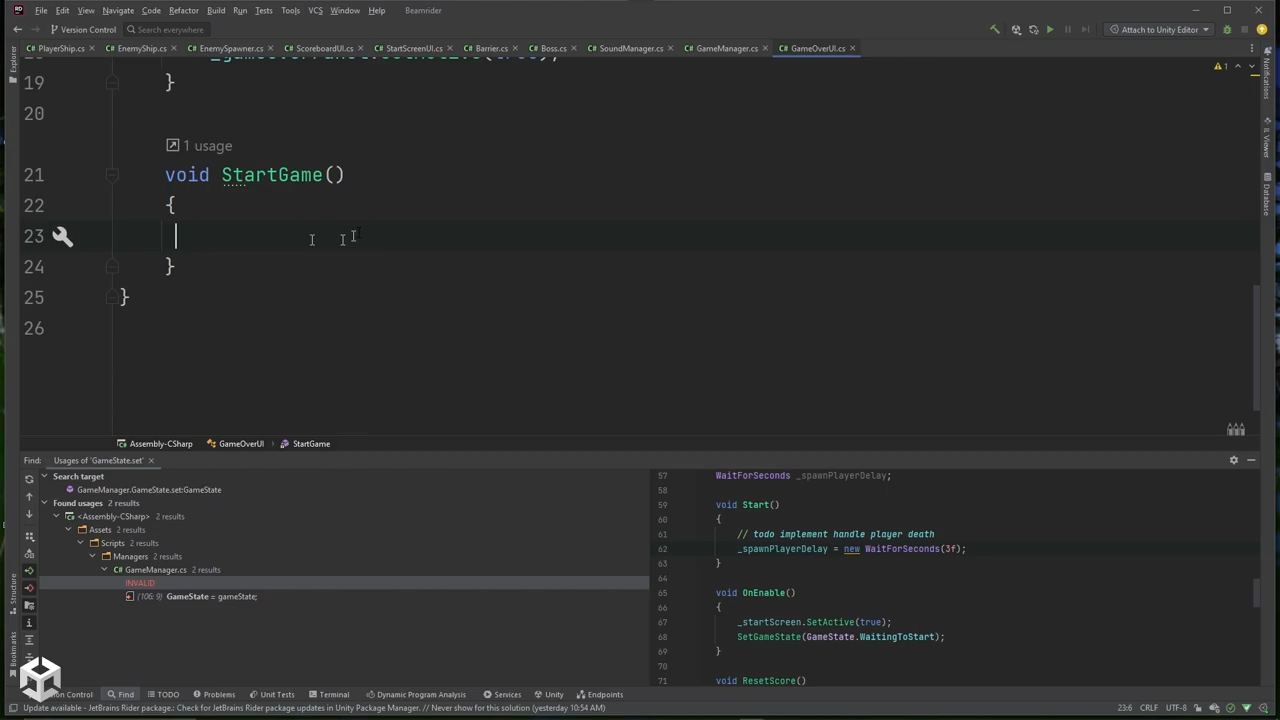 File Edit View Navigate Code Refactor Build Run Tests Tools VCS Window Help Beamrider
Version Control Search everywhere Attach to Unity Editor
PlayerShip.cs EnemyShip.cs EnemySpawner.cs ScoreboardUI.cs StartScreenUI.cs Barrier.cs Boss.cs SoundManager.cs GameManager.cs GameOverUI.cs
Explorer
Notifications
IL Viewer
Database
1
19 }
20
1 usage
21 void StartGame()
22 {
23
24 }
25 }
26
Assembly-CSharp GameOverUI StartGame
Find: Usages of 'GameState.set'
Search target
GameManager.GameState.set:GameState
Found usages 2 results
<Assembly-CSharp> 2 results
Assets 2 results
Scripts 2 results
Managers 2 results
GameManager.cs 2 results
INVALID
(106: 9) GameState = gameState;
57 WaitForSeconds _spawnPlayerDelay;
58
59 void Start()
60 {
61 // todo implement handle player death
62 _spawnPlayerDelay = new WaitForSeconds(3f);
63 }
64
65 void OnEnable()
66 {
67 _startScreen.SetActive(true);
68 SetGameState(GameState.WaitingToStart);
69 }
70
71 void ResetScore()
Structure
Bookmarks
Control Find TODO Problems Unit Tests Terminal Dynamic Program Analysis Services Unity Endpoints
Update available - JetBrains Rider package.: Check for JetBrains Rider package updates in Unity Package Manager. // Never show for this solution (yesterday 10:54 AM) 23:6 CRLF UTF-8